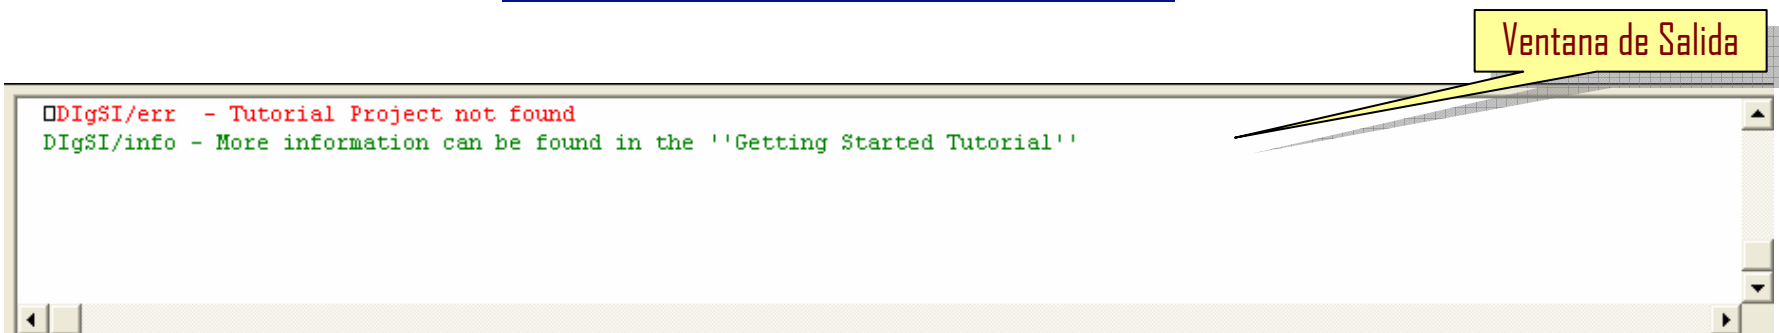 Ventana de Salida
DIgSI/err - Tutorial Project not found
DIgSI/info - More information can be found in the ''Getting Started Tutorial''